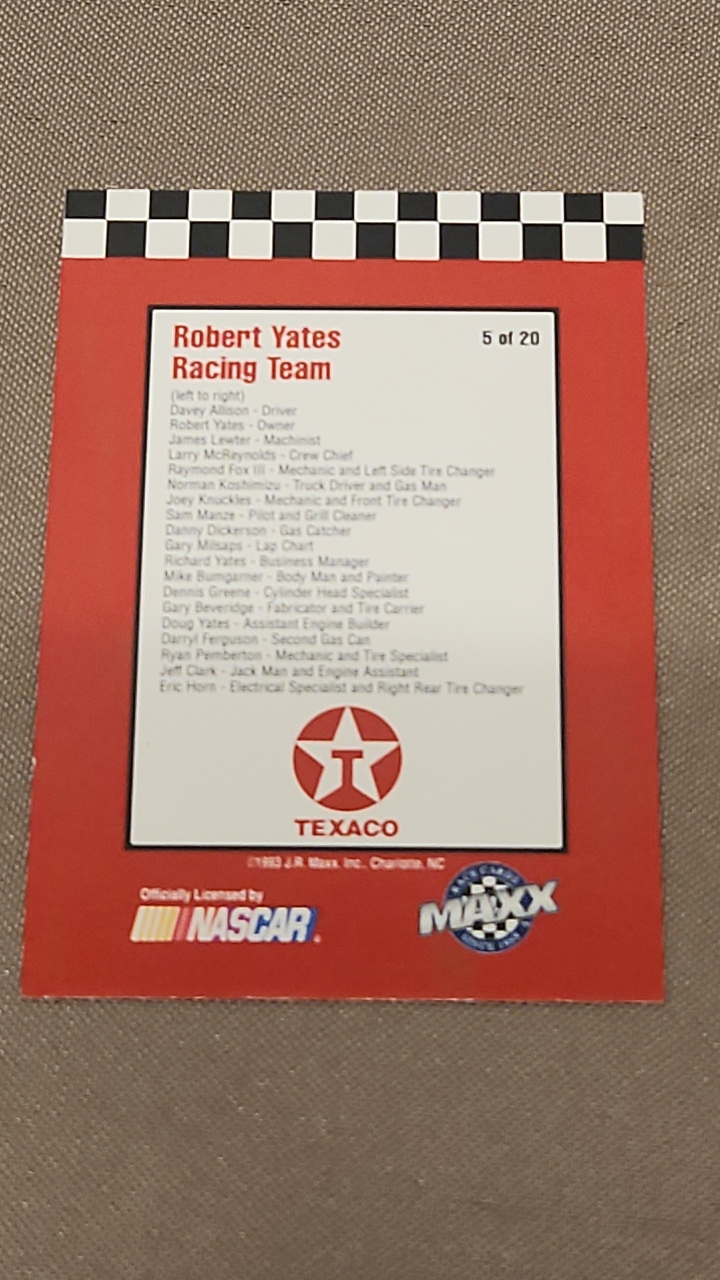 Robert Yates
Racing Team
5 of 20
(left to right)
Davey Allison - Driver
Robert Yates - Owner
James Lewter - Machinist
Larry McReynolds - Crew Chief
Raymond Fox III - Mechanic and Left Side Tire Changer
Norman Koshimizu - Truck Driver and Gas Man
Joey Knuckles - Mechanic and Front Tire Changer
Sam Manze - Pilot and Grill Cleaner
Danny Dickerson - Gas Catcher
Gary Milsaps - Lap Chart
Richard Yates - Business Manager
Mike Bumgarner - Body Man and Painter
Dennis Greene - Cylinder Head Specialist
Gary Beveridge - Fabricator and Tire Carrier
Doug Yates - Assistant Engine Builder
Darryl Ferguson - Second Gas Can
Ryan Pemberton - Mechanic and Tire Specialist
Jeff Clark - Jack Man and Engine Assistant
Eric Horn - Electrical Specialist and Right Rear Tire Changer
T
TEXACO
©1993 J.R. Maxx, Inc., Charlotte, NC
Officially Licensed by
NASCAR
RACE CARDS
MAXX
SINCE 1988